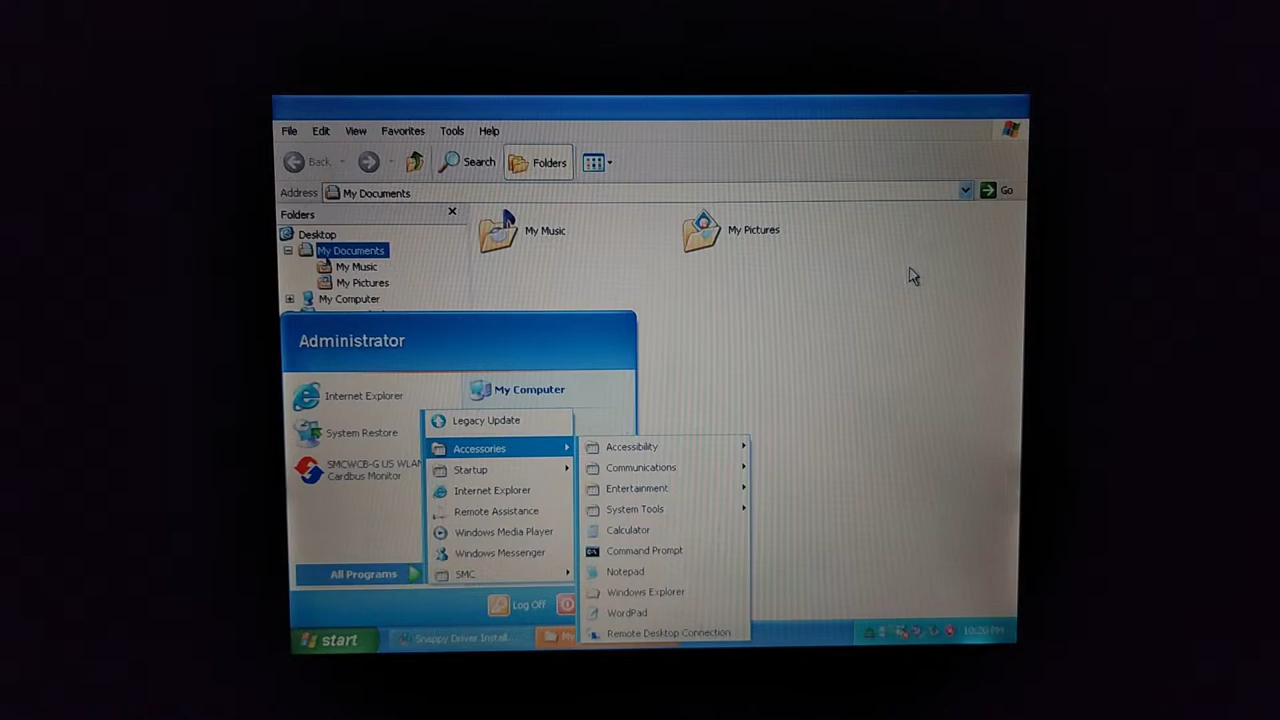 File Edit View Favorites Tools Help
Back Search Folders
Address My Documents Go
Folders
Desktop
My Documents
My Music
My Pictures
My Computer
My Music My Pictures
Administrator
Internet Explorer
System Restore
SMCWCB-G US WLAN
Cardbus Monitor
My Computer
All Programs
Log Off
Legacy Update
Accessories
Startup
Internet Explorer
Remote Assistance
Windows Media Player
Windows Messenger
SMC
Accessibility
Communications
Entertainment
System Tools
Calculator
Command Prompt
Notepad
Windows Explorer
WordPad
Remote Desktop Connection
start Snappy Driver Instal... My 10:20 PM